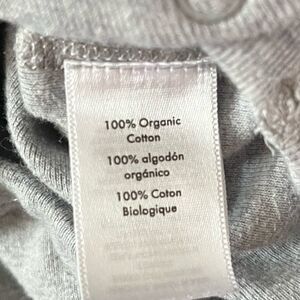 100% Organic
Cotton
100% algodón
orgánico
100% Coton
Biologique